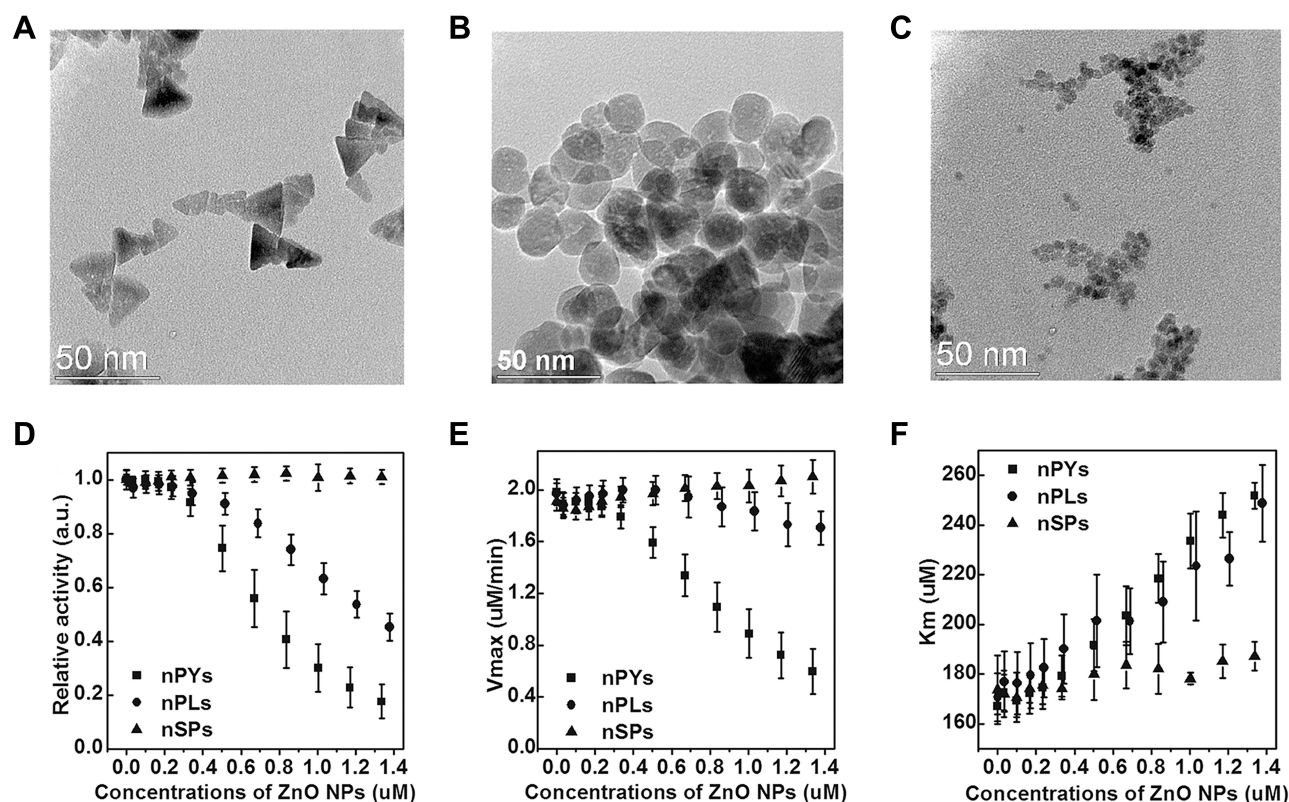 A
B
C
50 nm
50 nm
50 nm
D
E
F
Relative activity (a.u.)
1.0
0.8
0.6
0.4
0.2
0.0
nPYs
nPLs
nSPs
0.0 0.2 0.4 0.6 0.8 1.0 1.2 1.4
Concentrations of ZnO NPs (uM)
Vmax (uM/min)
2.0
1.6
1.2
0.8
0.4
0.0
nPYs
nPLs
nSPs
0.0 0.2 0.4 0.6 0.8 1.0 1.2 1.4
Concentrations of ZnO NPs (uM)
Km (uM)
260
240
220
200
180
160
nPYs
nPLs
nSPs
0.0 0.2 0.4 0.6 0.8 1.0 1.2 1.4
Concentrations of ZnO NPs (uM)